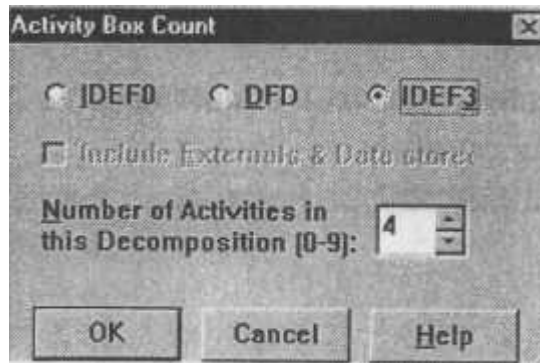 Activity Box Count
IDEF0 DFD IDEF3
Include Externals & Data stores
Number of Activities in
this Decomposition (0-9): 4
OK Cancel Help